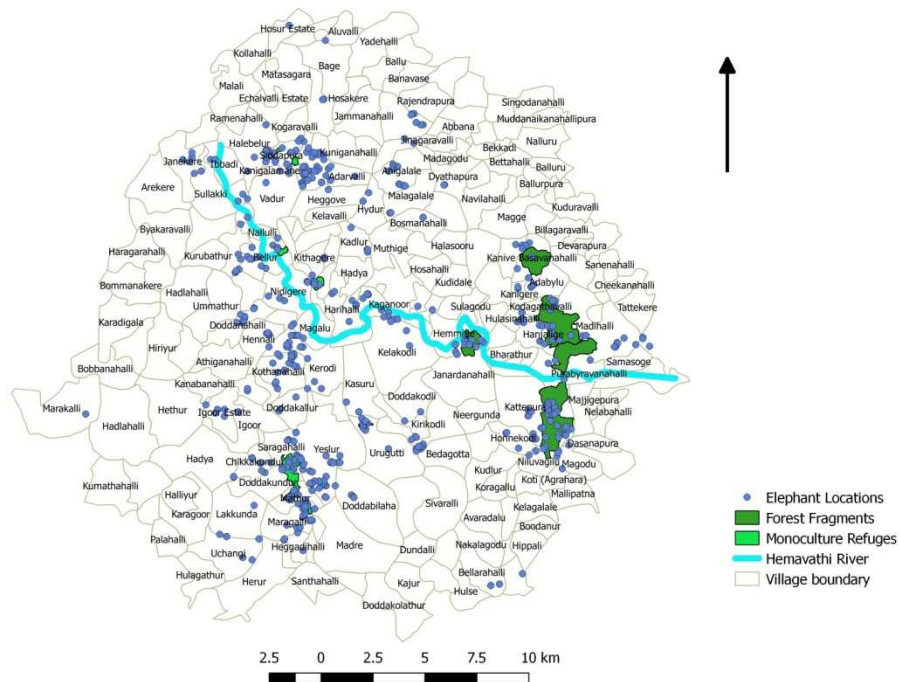 Hosur Estate
Aluvalli
Yadehalli
Kollahalli
Bage
Ballu
Matasagara
Banavase
Malali
Echalvalli Estate
Hosakere
Rajendrapura
Singodanahalli
Ramenahalli
Jammanahalli
Muddanaikanahallipura
Kogaravalli
Abbana
Halebelur
Jinagaravalli
Nalluru
Kuniganahalli
Bekkadi
Siddapura
Madagodu
Bettahalli
Janekere
Ibbadi
Kanigalamane
Adarvalli
Anigalale
Dyathapura
Balluru
Arekere
Sullakki
Vadur
Heggove
Malagalale
Navilahalli
Ballurpura
Hydur
Kuduravalli
Byakaravalli
Kelavalli
Bosmanahalli
Magge
Nallulli
Billagaravalli
Haragarahalli
Kurubathur
Bellur
Kithagere
Kadlur
Muthige
Halasooru
Devarapura
Kanive
Basavanahalli
Sanenahalli
Bommanakere
Hadlahalli
Hadya
Hosahalli
Kudidale
Adabylu
Cheekanahalli
Nidigere
Kanigere
Ummathur
Harihalli
Kaganoor
Sulagodu
Kodagathavalli
Tattekere
Karadigala
Doddanahalli
Magalu
Hulasinahalli
Hennali
Hemmige
Hanjalige
Madihalli
Hiriyur
Kelakodli
Bharathur
Samasoge
Bobbanahalli
Athiganahalli
Kothanahalli
Kerodi
Janardanahalli
Purabyravanahalli
Kanabanahalli
Kasuru
Majjigepura
Marakalli
Hethur
Igoor Estate
Doddakallur
Doddakodli
Neergunda
Kattepura
Nelabahalli
Hadlahalli
Igoor
Kirikodli
Saragahalli
Yeslur
Honnekodi
Dasanapura
Hadya
Chikkakundur
Urugutti
Bedagotta
Niluvagilu
Kudlur
Magodu
Kumathahalli
Doddakundur
Koti (Agrahara)
Halliyur
Mathur
Doddabilaha
Sivaralli
Koragallu
Mallipatna
Karagoor
Lakkunda
Maragalli
Avaradalu
Kelagalale
Boodanur
Palahalli
Uchangi
Heggadihalli
Madre
Dundalli
Nakalagodu
Hippali
Hulagathur
Herur
Santhahalli
Kajur
Bellarahalli
Hulse
Doddakolathur
Elephant Locations
Forest Fragments
Monoculture Refuges
Hemavathi River
Village boundary
2.5 0 2.5 5 7.5 10 km